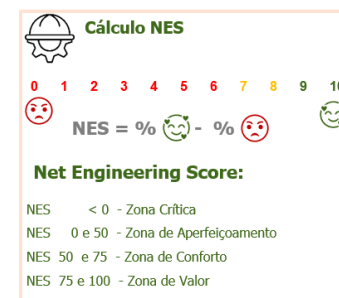 Cálculo NES
0 1 2 3 4 5 6 7 8 9 10
NES = % - %
Net Engineering Score:
NES < 0 - Zona Crítica
NES 0 e 50 - Zona de Aperfeiçoamento
NES 50 e 75 - Zona de Conforto
NES 75 e 100 - Zona de Valor